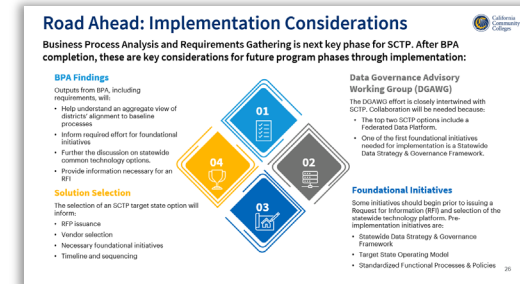 Road Ahead: Implementation Considerations
California
Community
Colleges
Business Process Analysis and Requirements Gathering is next key phase for SCTP. After BPA
completion, these are key considerations for future program phases through implementation:
BPA Findings
Outputs from BPA, including
requirements, will:
• Help understand an aggregate view of
districts' alignment to baseline
processes
• Inform required effort for foundational
initiatives
• Further the discussion on statewide
common technology options.
• Provide information necessary for an
RFI
01
Data Governance Advisory
Working Group (DGAWG)
The DGAWG effort is closely intertwined with
SCTP. Collaboration will be needed because:
• The top two SCTP options include a
Federated Data Platform.
• One of the first foundational initiatives
needed for implementation is a Statewide
Data Strategy & Governance Framework.
04
02
Solution Selection
The selection of an SCTP target state option will
inform:
• RFP issuance
• Vendor selection
• Necessary foundational initiatives
• Timeline and sequencing
03
Foundational Initiatives
Some initiatives should begin prior to issuing a
Request for Information (RFI) and selection of the
statewide technology platform. Pre-
implementation initiatives are:
• Statewide Data Strategy & Governance
Framework
• Target State Operating Model
• Standardized Functional Processes & Policies
26